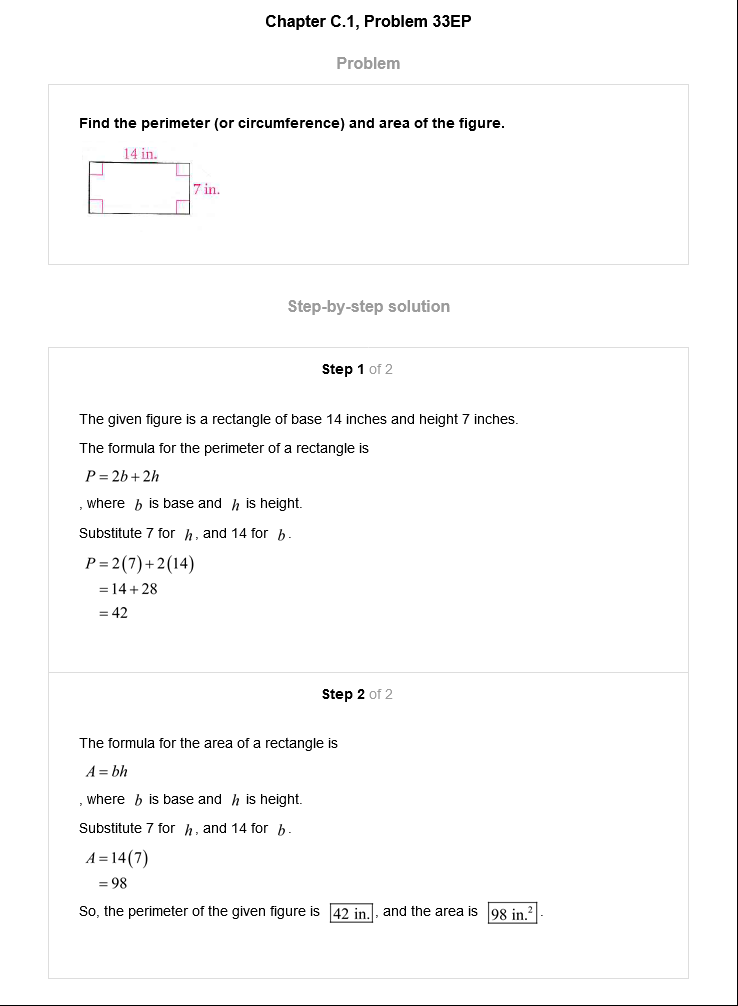 Chapter C.1, Problem 33EP
Problem
Find the perimeter (or circumference) and area of the figure.
14 in.
7 in.
Step-by-step solution
Step 1 of 2
The given figure is a rectangle of base 14 inches and height 7 inches.
The formula for the perimeter of a rectangle is
P = 2b + 2h
, where b is base and h is height.
Substitute 7 for h, and 14 for b.
P = 2(7) + 2(14)
= 14 + 28
= 42
Step 2 of 2
The formula for the area of a rectangle is
A = bh
, where b is base and h is height.
Substitute 7 for h, and 14 for b.
A = 14(7)
= 98
So, the perimeter of the given figure is 42 in., and the area is 98 in.².